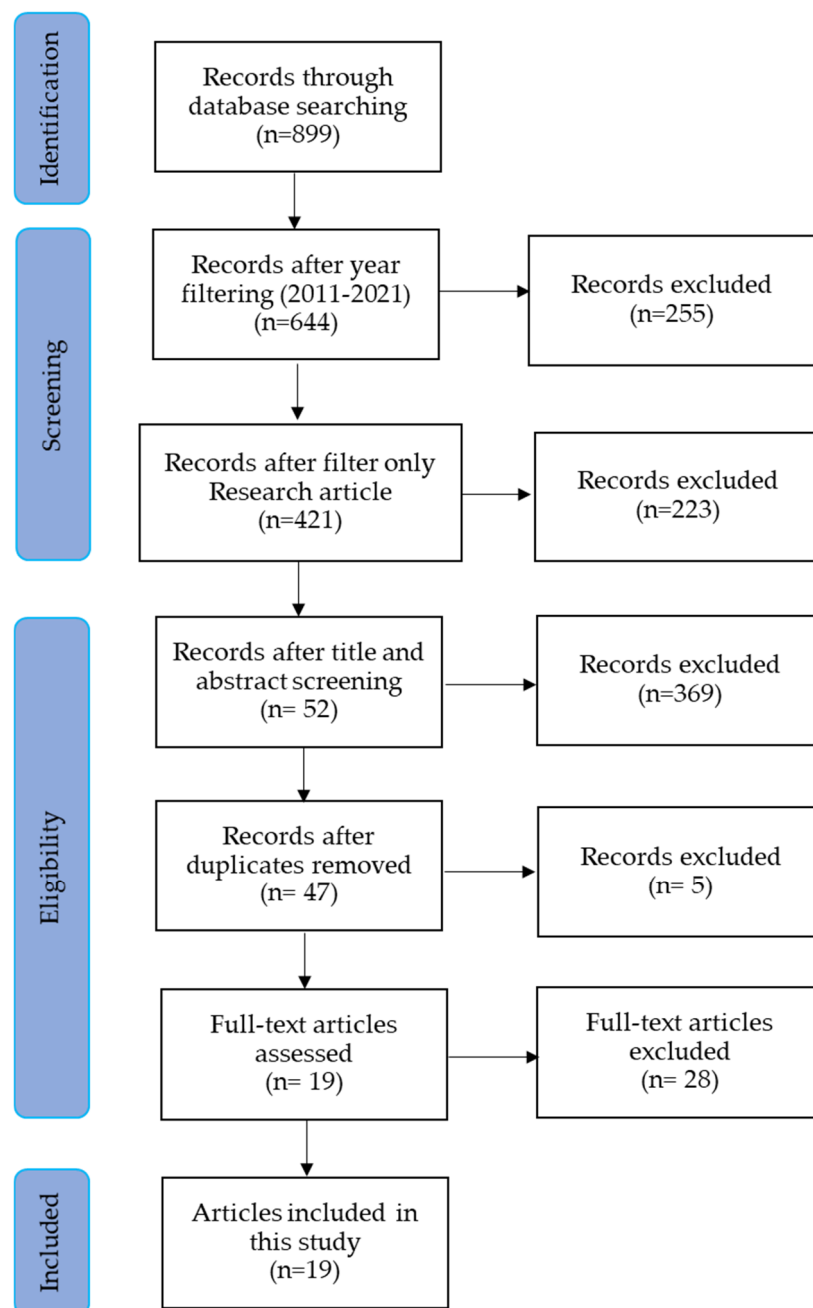 Identification
Records through
database searching
(n=899)
Screening
Records after year
filtering (2011-2021)
n=644)
Records excluded
(n=255)
Records after filter only
Research article
(n=421)
Records excluded
(n=223)
Eligibility
Records after title and
abstract screening
(n= 52)
Records excluded
(n=369)
Records after
duplicates removed
(n= 47)
Records excluded
(n= 5)
Full-text articles
assessed
(n= 19)
Full-text articles
excluded
(n= 28)
Included
Articles included in
this study
(n=19)